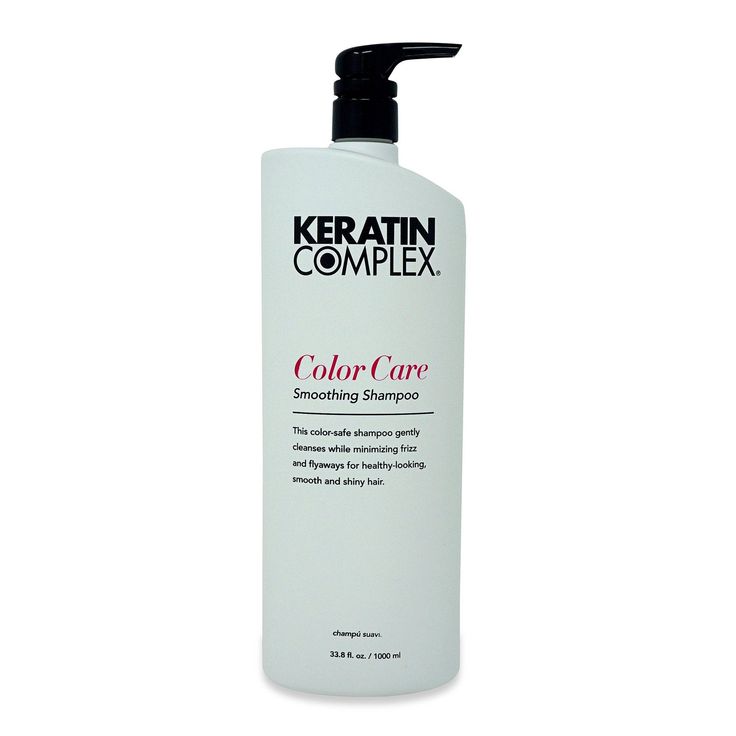 KERATIN
COMPLEX®
Color Care
Smoothing Shampoo
This color-safe shampoo gently
cleanses while minimizing frizz
and flyaways for healthy-looking,
smooth and shiny hair.
champú suavi.
33.8 fl. oz. / 1000 ml